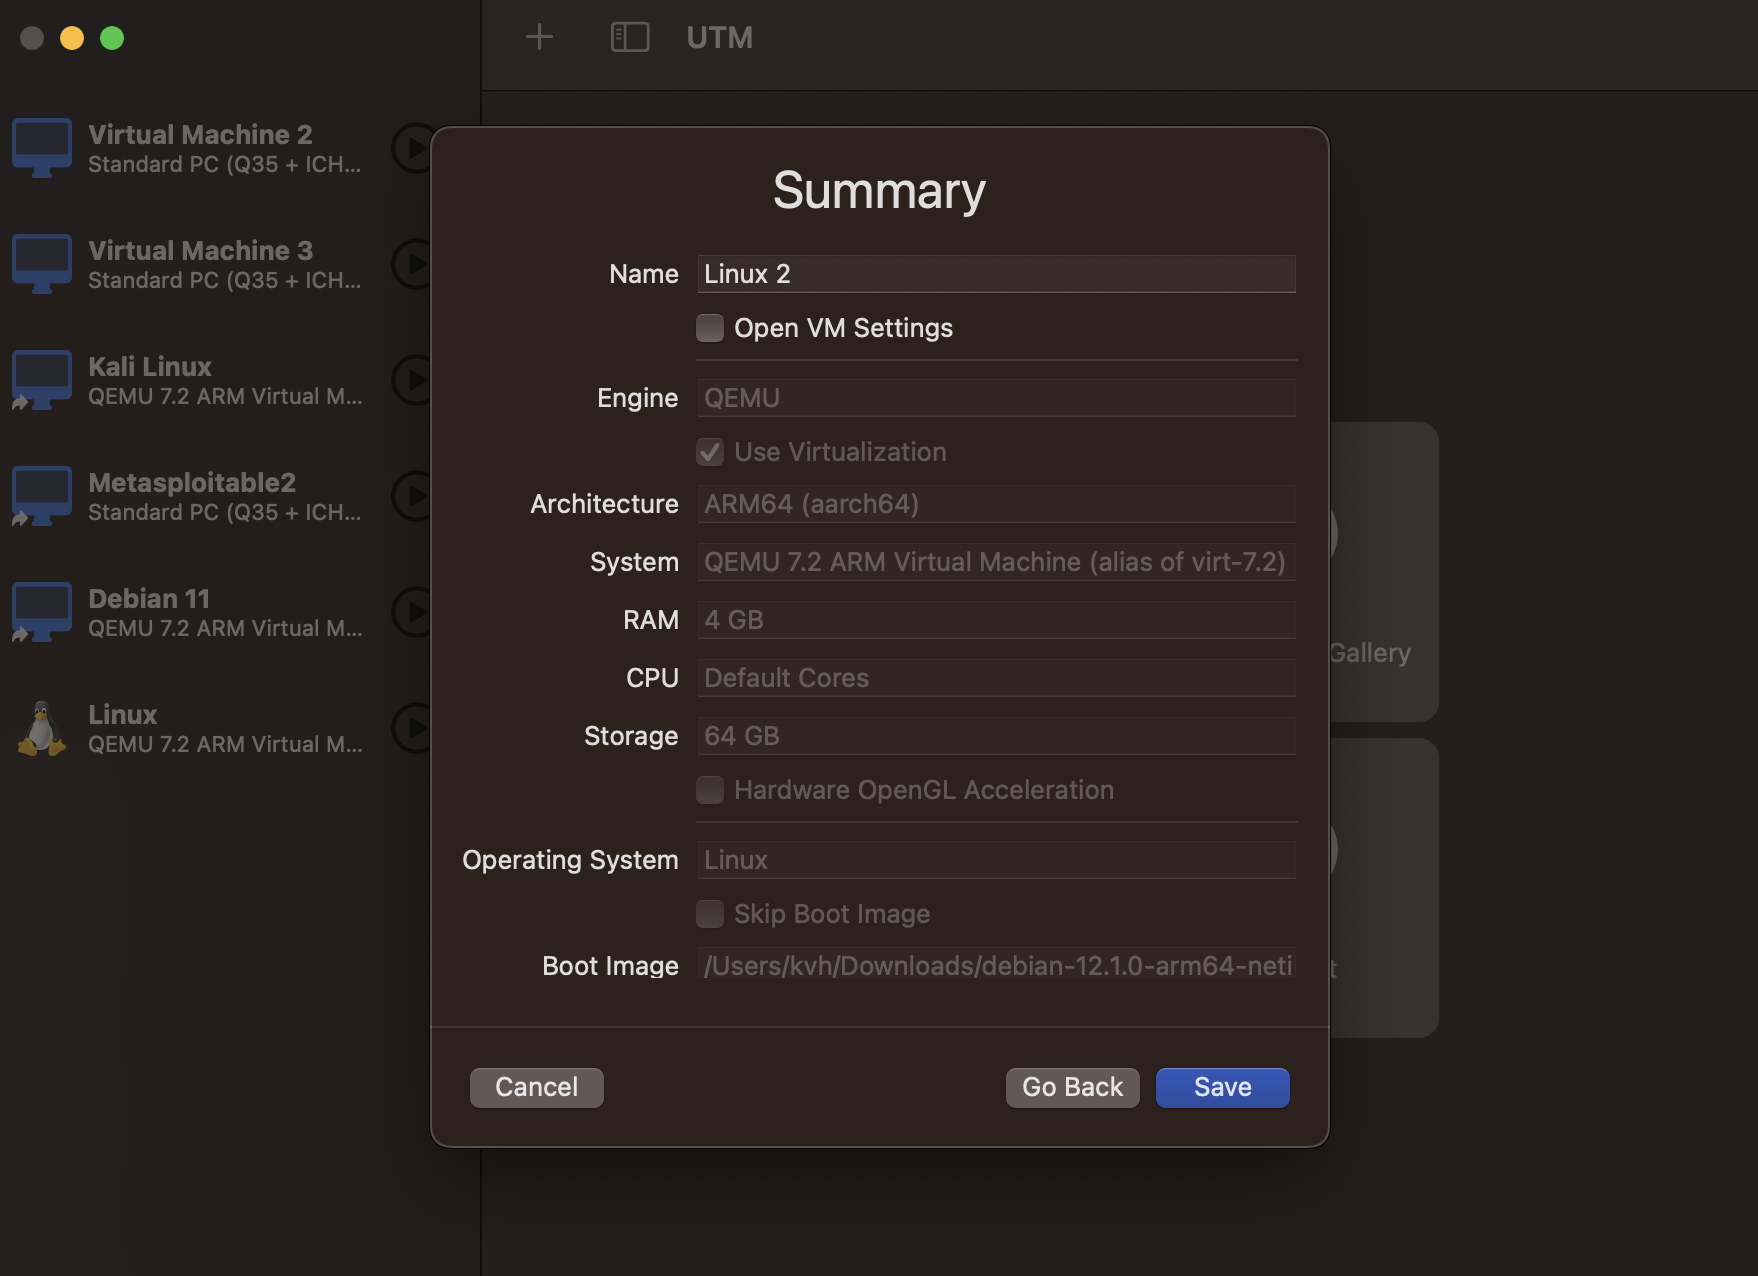 UTM
Virtual Machine 2
Standard PC (Q35 + ICH...
Virtual Machine 3
Standard PC (Q35 + ICH...
Kali Linux
QEMU 7.2 ARM Virtual M...
Metasploitable2
Standard PC (Q35 + ICH...
Debian 11
QEMU 7.2 ARM Virtual M...
Linux
QEMU 7.2 ARM Virtual M...
Summary
Name Linux 2
Open VM Settings
Engine QEMU
Use Virtualization
Architecture ARM64 (aarch64)
System QEMU 7.2 ARM Virtual Machine (alias of virt-7.2)
RAM 4 GB
CPU Default Cores
Storage 64 GB
Hardware OpenGL Acceleration
Operating System Linux
Skip Boot Image
Boot Image /Users/kvh/Downloads/debian-12.1.0-arm64-neti
Cancel Go Back Save
Gallery